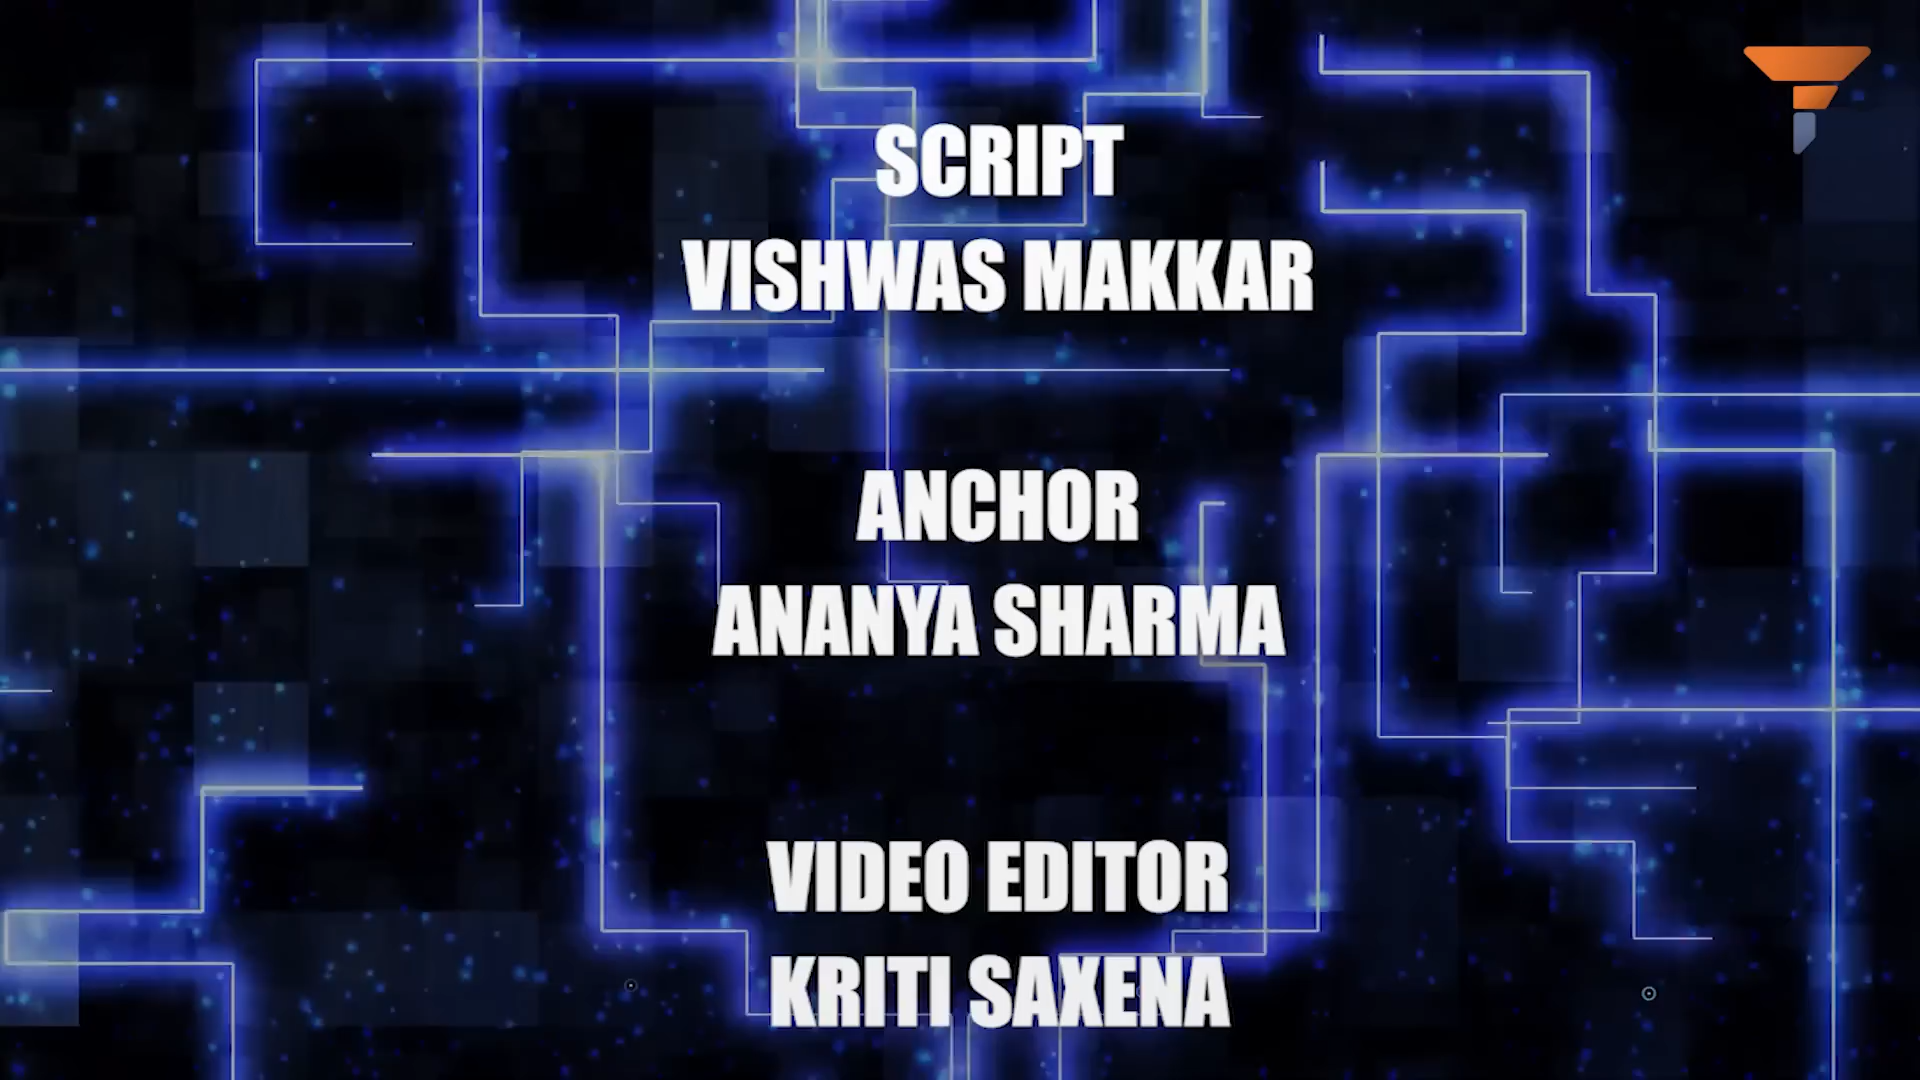 SCRIPT
VISHWAS MAKKAR
ANCHOR
ANANYA SHARMA
VIDEO EDITOR
KRITI SAXENA